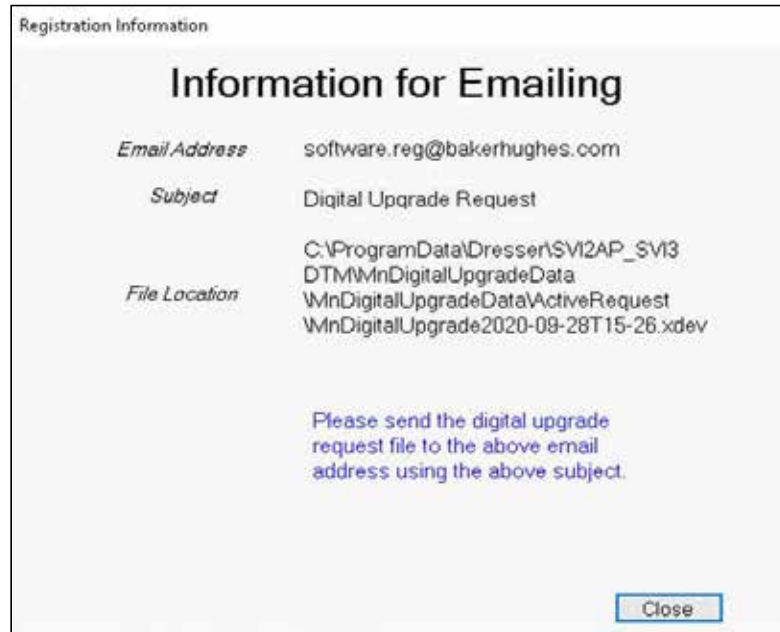 Registration Information
Information for Emailing
Email Address software.reg@bakerhughes.com
Subject Digital Upgrade Request
File Location C:\ProgramData\Dresser\SVI2AP_SVI3
DTM\MnDigitalUpgradeData
\MnDigitalUpgradeData\ActiveRequest
\MnDigitalUpgrade2020-09-28T15-26.xdev
Please send the digital upgrade
request file to the above email
address using the above subject.
Close